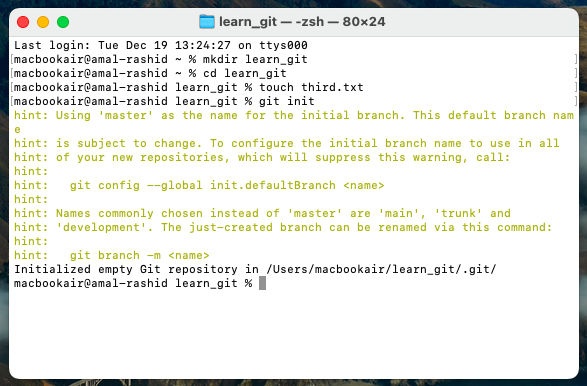 learn_git — -zsh — 80×24
Last login: Tue Dec 19 13:24:27 on ttys000
[macbookair@amal-rashid ~ % mkdir learn_git ]
[macbookair@amal-rashid ~ % cd learn_git ]
[macbookair@amal-rashid learn_git % touch third.txt ]
[macbookair@amal-rashid learn_git % git init ]
hint: Using 'master' as the name for the initial branch. This default branch nam
e
hint: is subject to change. To configure the initial branch name to use in all
hint: of your new repositories, which will suppress this warning, call:
hint:
hint:   git config --global init.defaultBranch <name>
hint:
hint: Names commonly chosen instead of 'master' are 'main', 'trunk' and
hint: 'development'. The just-created branch can be renamed via this command:
hint:
hint:   git branch -m <name>
Initialized empty Git repository in /Users/macbookair/learn_git/.git/
macbookair@amal-rashid learn_git %